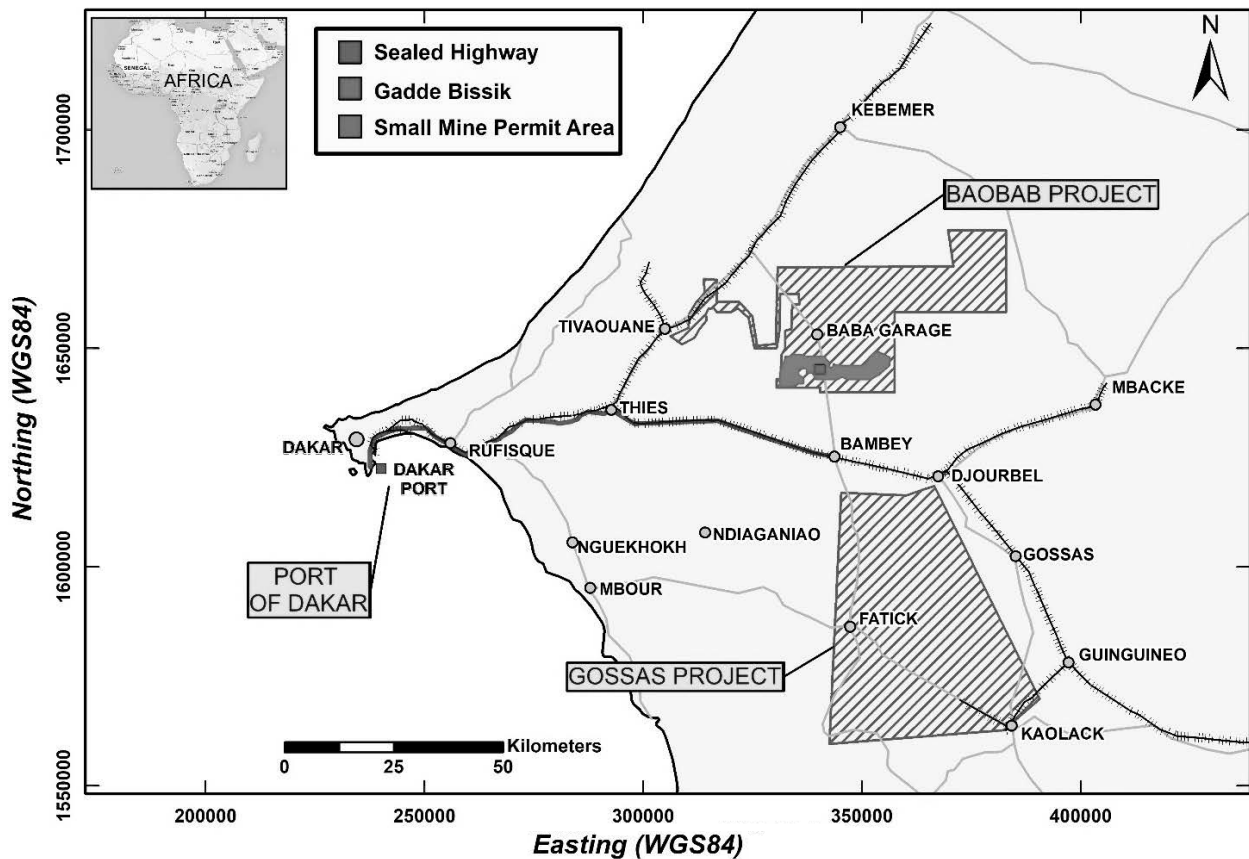 N
SENEGAL
AFRICA
Sealed Highway
Gadde Bissik
Small Mine Permit Area
KEBEMER
BAOBAB PROJECT
TIVAOUANE
BABA GARAGE
MBACKE
THIES
DAKAR
RUFISQUE
BAMBEY
DAKAR
PORT
DJOURBEL
NGUEKHOKH
NDIAGANIAO
GOSSAS
PORT
OF DAKAR
MBOUR
FATICK
GUINGUINEO
GOSSAS PROJECT
KAOLACK
Kilometers
0 25 50
1700000
1650000
1600000
1550000
Northing (WGS84)
200000 250000 300000 350000 400000
Easting (WGS84)